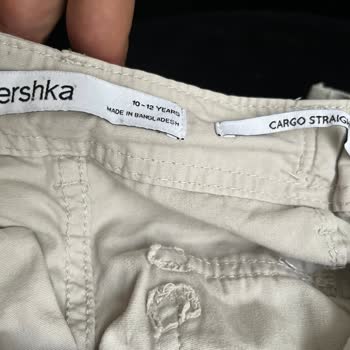 ershka
10-12 YEARS
MADE IN BANGLADESH
CARGO STRAIG